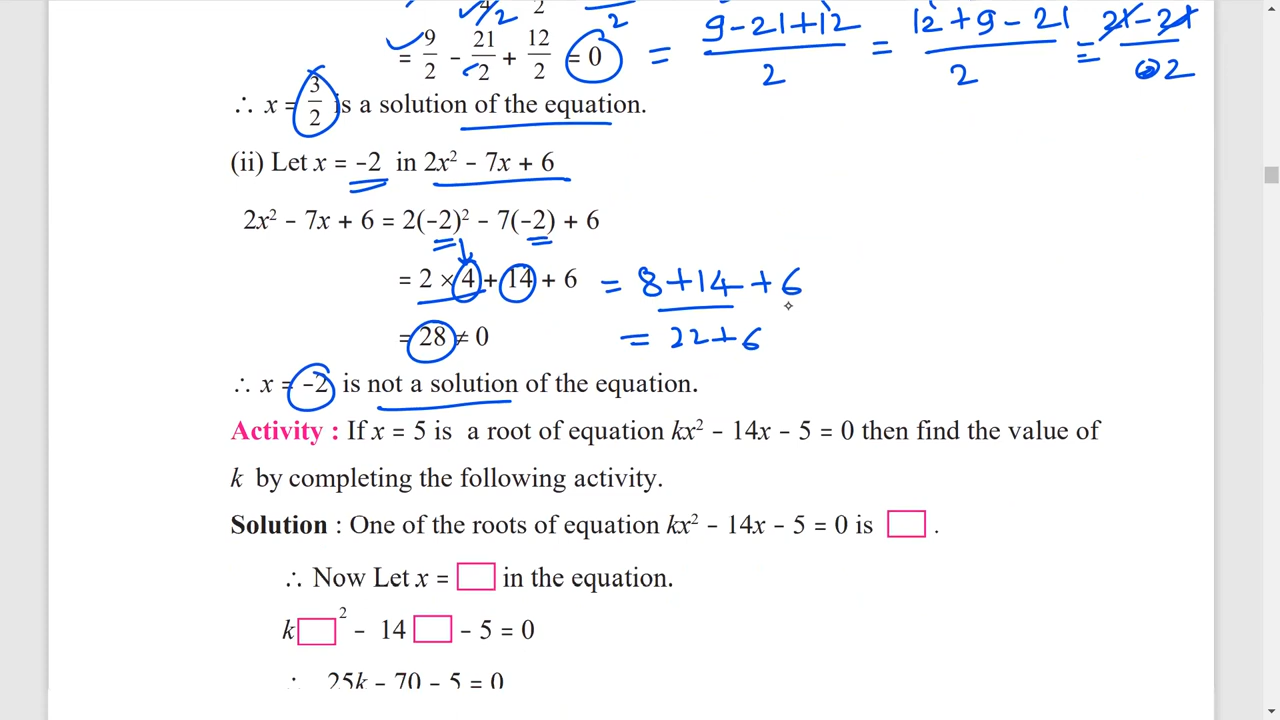 4/2 2 2
= 9/2 - 21/2 + 12/2 = 0 = 9-21+12/2 = 12+9-21/2 = 21-21/2
∴ x = 3/2 is a solution of the equation.
(ii) Let x = -2 in 2x² - 7x + 6
2x² - 7x + 6 = 2(-2)² - 7(-2) + 6
= 2 × 4 + 14 + 6 = 8+14+6
= 28 ≠ 0 = 22+6
∴ x = -2 is not a solution of the equation.
Activity : If x = 5 is a root of equation kx² - 14x - 5 = 0 then find the value of
k by completing the following activity.
Solution : One of the roots of equation kx² - 14x - 5 = 0 is □ .
∴ Now Let x = □ in the equation.
k□² - 14 □ - 5 = 0
∴ 25k - 70 - 5 = 0